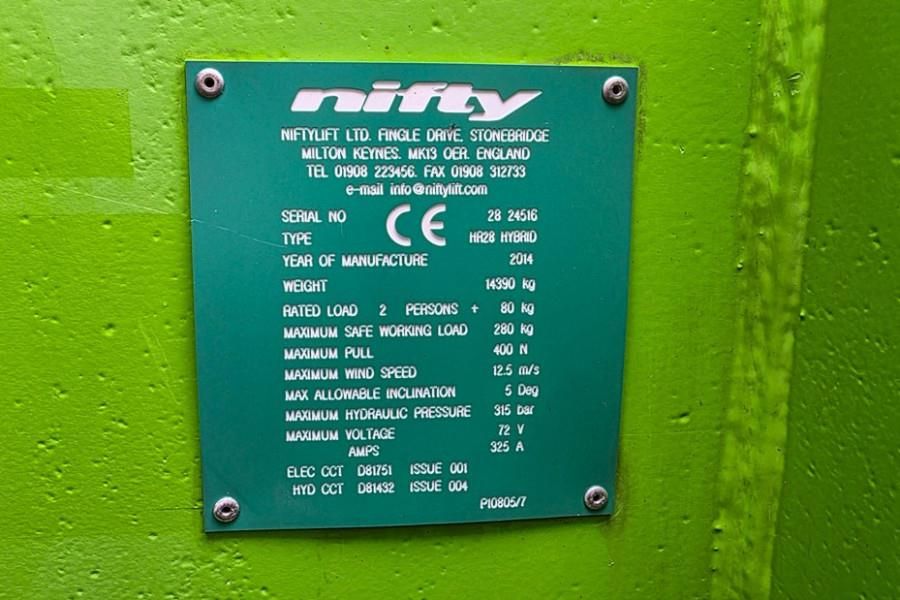 nifty
NIFTYLIFT LTD. FINGLE DRIVE, STONEBRIDGE
MILTON KEYNES. MK13 OER. ENGLAND
TEL 01908 223456. FAX 01908 312733
e-mail info@niftylift.com
SERIAL NO CE 28 24516
TYPE HR28 HYBRID
YEAR OF MANUFACTURE 2014
WEIGHT 14390 kg
RATED LOAD 2 PERSONS + 80 kg
MAXIMUM SAFE WORKING LOAD 280 kg
MAXIMUM PULL 400 N
MAXIMUM WIND SPEED 12.5 m/s
MAX ALLOWABLE INCLINATION 5 Deg
MAXIMUM HYDRAULIC PRESSURE 315 bar
MAXIMUM VOLTAGE 72 V
AMPS 325 A
ELEC CCT D81751 ISSUE 001
HYD CCT D81432 ISSUE 004
P10805/7